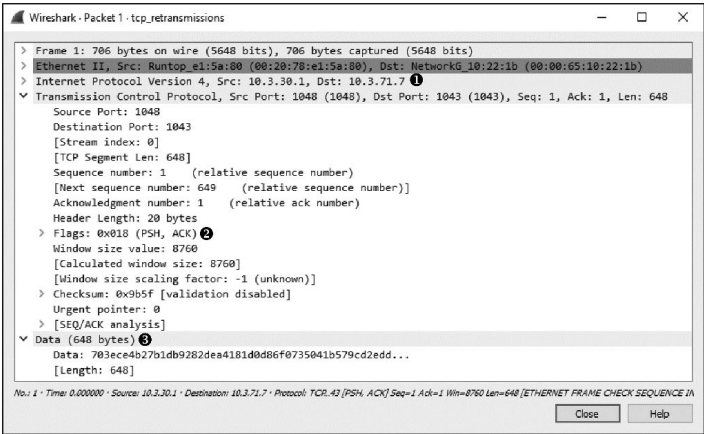 Wireshark · Packet 1 · tcp_retransmissions
> Frame 1: 706 bytes on wire (5648 bits), 706 bytes captured (5648 bits)
> Ethernet II, Src: Runtop_e1:5a:80 (00:20:78:e1:5a:80), Dst: NetworkG_10:22:1b (00:00:65:10:22:1b)
> Internet Protocol Version 4, Src: 10.3.30.1, Dst: 10.3.71.7 ❶
Transmission Control Protocol, Src Port: 1048 (1048), Dst Port: 1043 (1043), Seq: 1, Ack: 1, Len: 648
Source Port: 1048
Destination Port: 1043
[Stream index: 0]
[TCP Segment Len: 648]
Sequence number: 1 (relative sequence number)
[Next sequence number: 649 (relative sequence number)]
Acknowledgment number: 1 (relative ack number)
Header Length: 20 bytes
> Flags: 0x018 (PSH, ACK) ❷
Window size value: 8760
[Calculated window size: 8760]
[Window size scaling factor: -1 (unknown)]
> Checksum: 0x9b5f [validation disabled]
Urgent pointer: 0
> [SEQ/ACK analysis]
Data (648 bytes) ❸
Data: 703ece4b27b1db9282dea4181d0d86f0735041b579cd2edd...
[Length: 648]
No.: 1 · Time: 0.000000 · Source: 10.3.30.1 · Destination: 10.3.71.7 · Protocol: TCP...43 [PSH, ACK] Seq=1 Ack=1 Win=8760 Len=648 [ETHERNET FRAME CHECK SEQUENCE IN
Close
Help